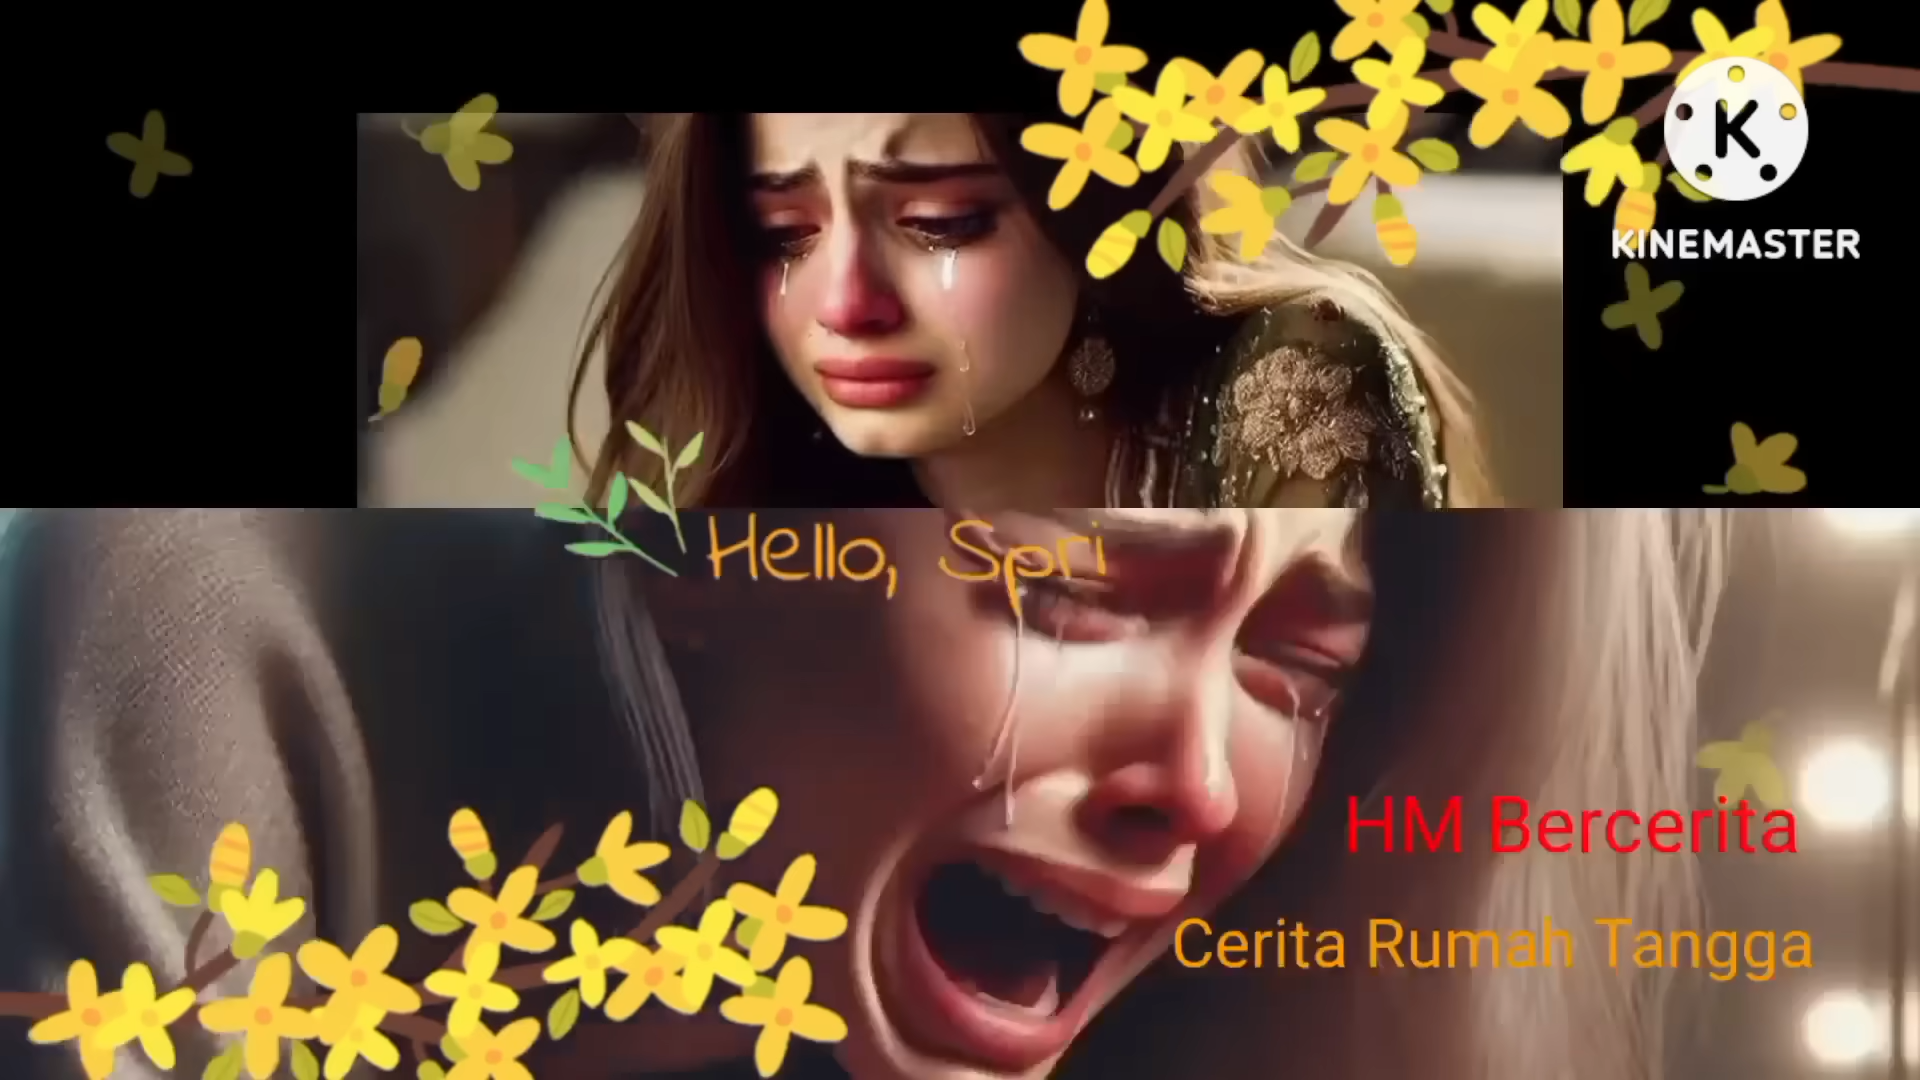 K
KINEMASTER
Hello, Spri
HM Bercerita
Cerita Rumah Tangga